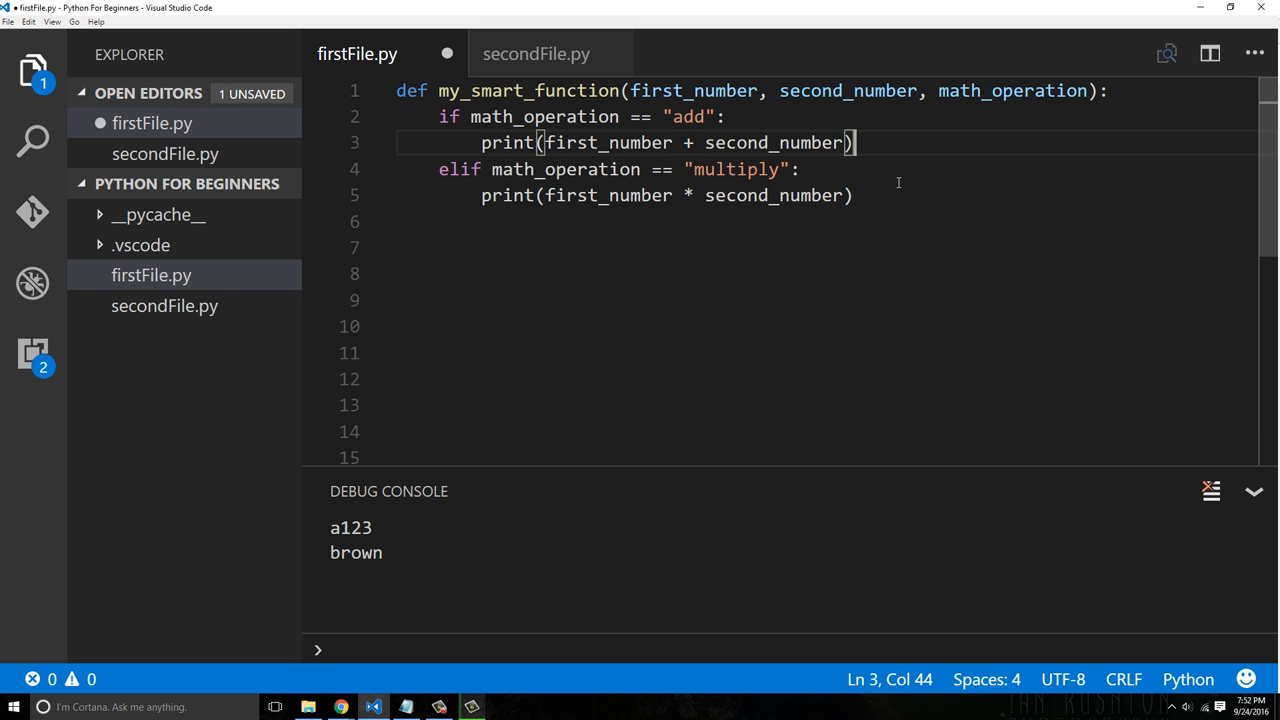 • firstFile.py - Python For Beginners - Visual Studio Code
File Edit View Go Help
EXPLORER
OPEN EDITORS 1 UNSAVED
firstFile.py
secondFile.py
PYTHON FOR BEGINNERS
__pycache__
.vscode
firstFile.py
secondFile.py
1
2
firstFile.py secondFile.py
1 def my_smart_function(first_number, second_number, math_operation):
2 if math_operation == "add":
3 print(first_number + second_number)
4 elif math_operation == "multiply":
5 print(first_number * second_number)
6
7
8
9
10
11
12
13
14
15
DEBUG CONSOLE
a123
brown
0 0 Ln 3, Col 44 Spaces: 4 UTF-8 CRLF Python
I'm Cortana. Ask me anything.
7:52 PM
9/24/2016